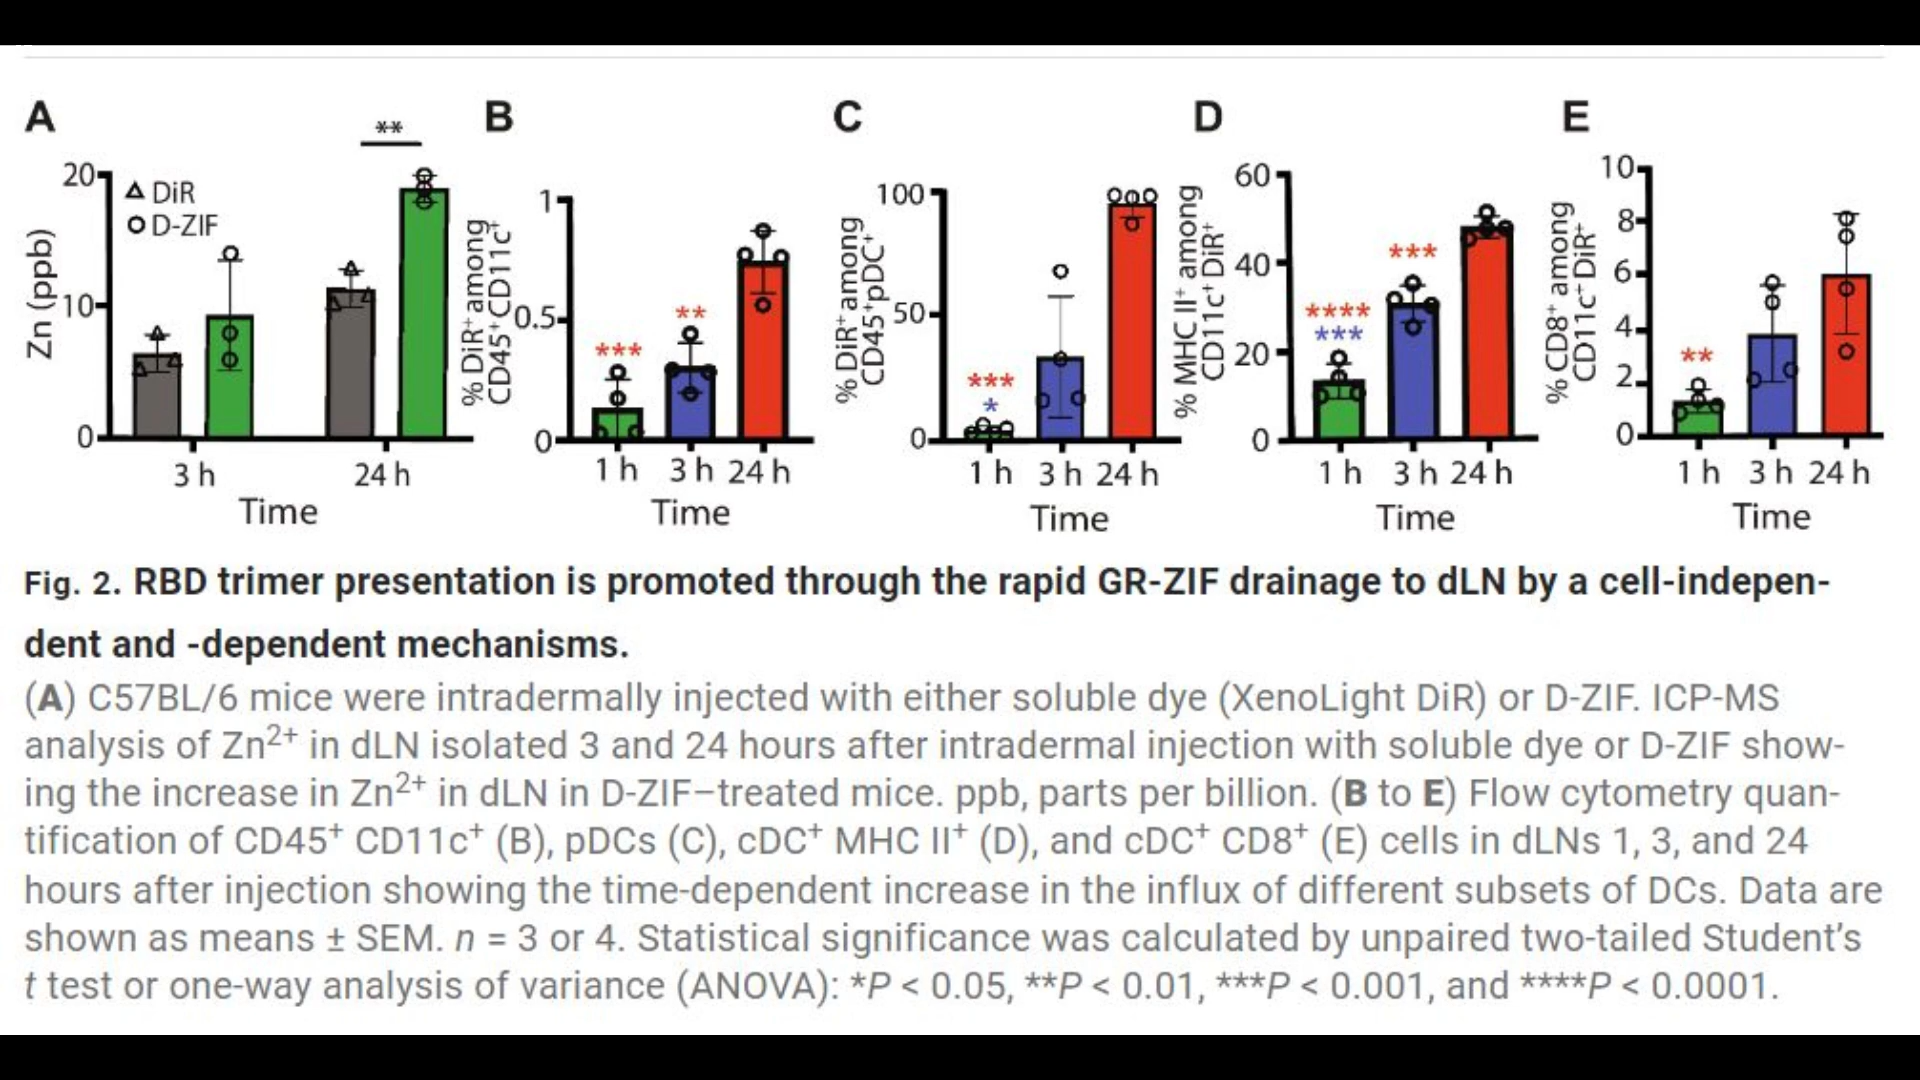 A B C D E
**
20 10 0
Zn (ppb)
DiR
D-ZIF
3 h 24 h
Time
% DiR⁺ among
CD45⁺CD11c⁺
1 0.5 0
***
**
1 h 3 h 24 h
Time
% DiR⁺ among
CD45⁺pDC⁺
100 50 0
***
*
1 h 3 h 24 h
Time
% MHC II⁺ among
CD11c⁺DiR⁺
60 40 20 0
****
***
***
1 h 3 h 24 h
Time
% CD8⁺ among
CD11c⁺DiR⁺
10 8 6 4 2 0
**
1 h 3 h 24 h
Time
Fig. 2. RBD trimer presentation is promoted through the rapid GR-ZIF drainage to dLN by a cell-indepen-
dent and -dependent mechanisms.
(A) C57BL/6 mice were intradermally injected with either soluble dye (XenoLight DiR) or D-ZIF. ICP-MS
analysis of Zn²⁺ in dLN isolated 3 and 24 hours after intradermal injection with soluble dye or D-ZIF show-
ing the increase in Zn²⁺ in dLN in D-ZIF–treated mice. ppb, parts per billion. (B to E) Flow cytometry quan-
tification of CD45⁺ CD11c⁺ (B), pDCs (C), cDC⁺ MHC II⁺ (D), and cDC⁺ CD8⁺ (E) cells in dLNs 1, 3, and 24
hours after injection showing the time-dependent increase in the influx of different subsets of DCs. Data are
shown as means ± SEM. n = 3 or 4. Statistical significance was calculated by unpaired two-tailed Student’s
t test or one-way analysis of variance (ANOVA): *P < 0.05, **P < 0.01, ***P < 0.001, and ****P < 0.0001.